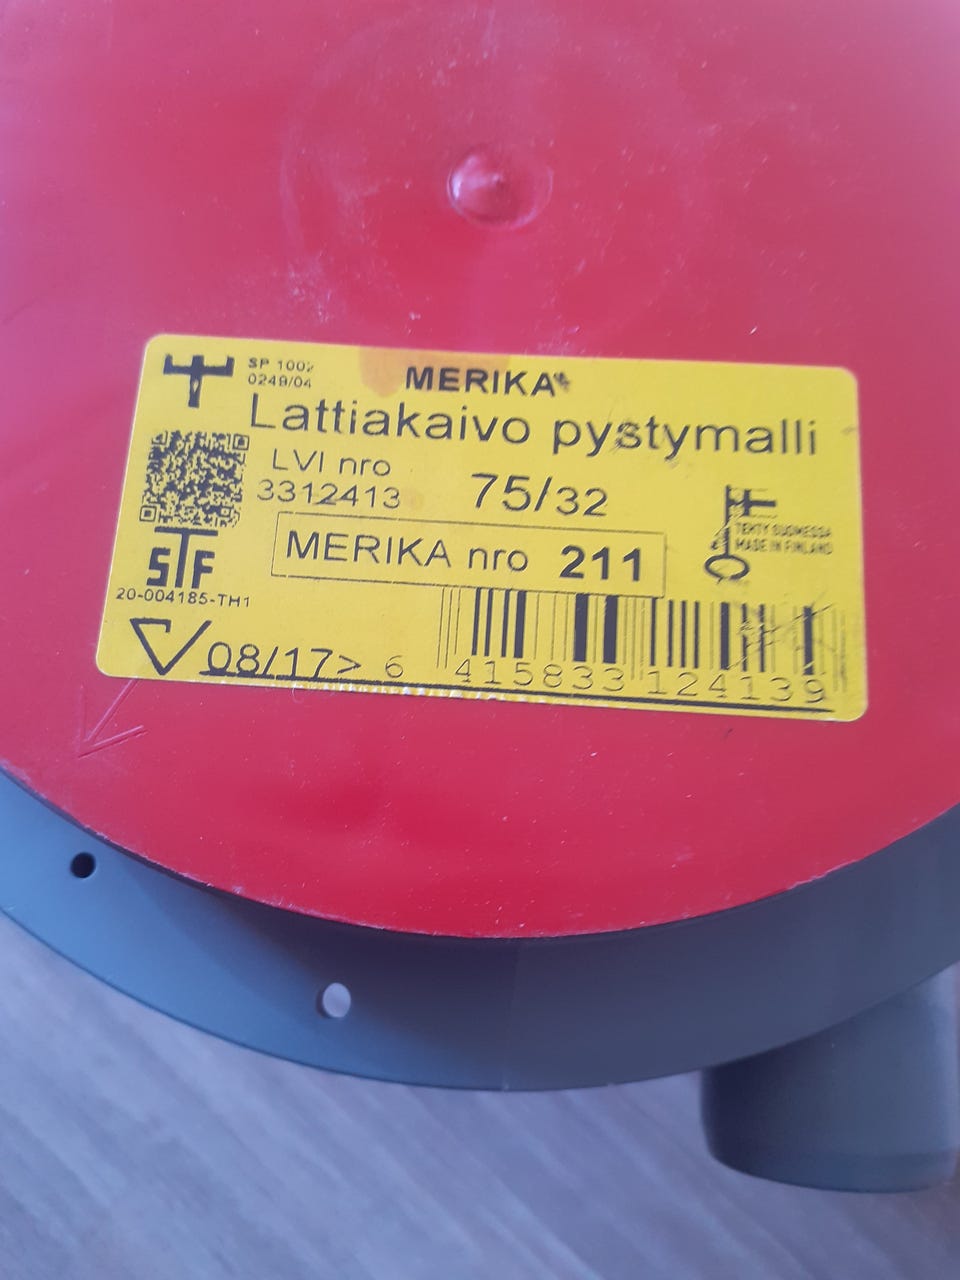 SP 1002
0249/04
MERIKA
Lattiakaivo pystymalli
LVI nro
3312413
75/32
TEHTY SUOMESSA
MADE IN FINLAND
MERIKA nro 211
STF
20-004185-TH1
08/17>
6 415833 124139